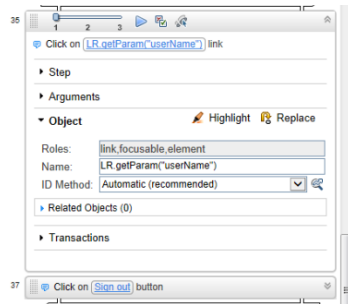 35
1 2 3
Click on LR.getParam("userName") link
Step
Arguments
Object Highlight Replace
Roles: link,focusable,element
Name: LR.getParam("userName")
ID Method: Automatic (recommended)
Related Objects (0)
Transactions
37 Click on Sign out button